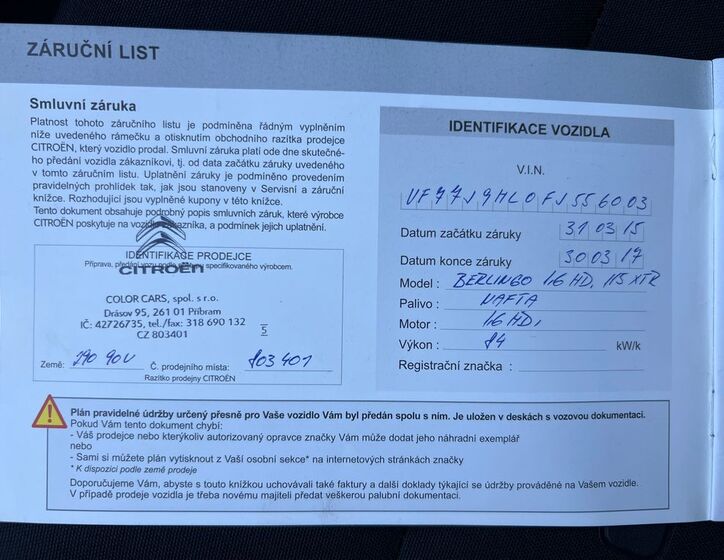 ZÁRUČNÍ LIST
Smluvní záruka
Platnost tohoto záručního listu je podmíněna řádným vyplněním
níže uvedeného rámečku a otisknutím obchodního razítka prodejce
CITROËN, který vozidlo prodal. Smluvní záruka platí ode dne skutečné-
ho předání vozidla zákazníkovi, tj. od data začátku záruky uvedeného
v tomto záručním listu. Uplatnění záruky je podmíněno provedením
pravidelných prohlídek tak, jak jsou stanoveny v Servisní a záruční
knížce. Rozhodující jsou vyplněné kupony v této knížce.
Tento dokument obsahuje podrobný popis smluvních záruk, které výrobce
CITROËN poskytuje na vozidla zákazníka, a podmínek jejich uplatnění.
IDENTIFIKACE PRODEJCE
Příprava, předání vozu podle specifikovaného výrobcem.
CITROËN
COLOR CARS, spol. s r.o.
Drásov 95, 261 01 Příbram
IČ: 42726735, tel./fax: 318 690 132
CZ 803401
5
Země: Č. prodejního místa: 803 401
Razítko prodejny CITROËN
IDENTIFIKACE VOZIDLA
V.I.N.
VF77J9HL0FJ556003
Datum začátku záruky 31 03 15
Datum konce záruky 30 03 17
Model : BERLINGO 1.6 HDi 115 XTR
Palivo : NAFTA
Motor : 1.6 HDi
Výkon : 84 kW/k
Registrační značka :
Plán pravidelné údržby určený přesně pro Vaše vozidlo Vám byl předán spolu s ním. Je uložen v deskách s vozovou dokumentací.
Pokud Vám tento dokument chybí:
- Váš prodejce nebo kterýkoliv autorizovaný opravce značky Vám může dodat jeho náhradní exemplář
nebo
- Sami si můžete plán vytisknout z Vaší osobní sekce* na internetových stránkách značky
* K dispozici podle země prodeje
Doporučujeme Vám, abyste s touto knížkou uchovávali také faktury a další doklady týkající se údržby prováděné na Vašem vozidle.
V případě prodeje vozidla je třeba novému majiteli předat veškerou palubní dokumentaci.